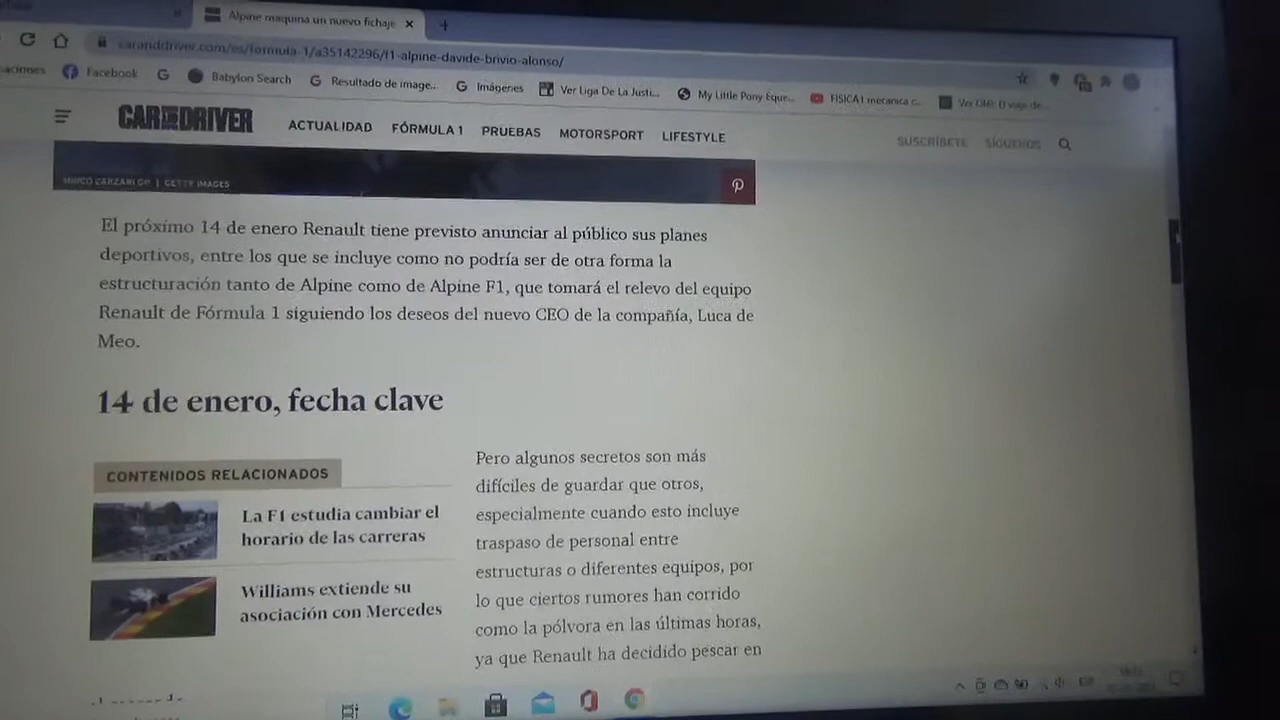 Alpine maquina un nuevo fichaje
caranddriver.com/es/formula-1/a35142296/f1-alpine-davide-brivio-alonso/
Facebook
Babylon Search
Resultado de image...
Imágenes
Ver Liga De La Justi...
My Little Pony Eque...
FISICA I mecanica c...
CAR AND DRIVER
ACTUALIDAD FÓRMULA 1 PRUEBAS MOTORSPORT LIFESTYLE
SUSCRÍBETE SÍGUENOS
GETTY IMAGES
El próximo 14 de enero Renault tiene previsto anunciar al público sus planes
deportivos, entre los que se incluye como no podría ser de otra forma la
estructuración tanto de Alpine como de Alpine F1, que tomará el relevo del equipo
Renault de Fórmula 1 siguiendo los deseos del nuevo CEO de la compañía, Luca de
Meo.
14 de enero, fecha clave
CONTENIDOS RELACIONADOS
La F1 estudia cambiar el
horario de las carreras
Williams extiende su
asociación con Mercedes
Pero algunos secretos son más
difíciles de guardar que otros,
especialmente cuando esto incluye
traspaso de personal entre
estructuras o diferentes equipos, por
lo que ciertos rumores han corrido
como la pólvora en las últimas horas,
ya que Renault ha decidido pescar en